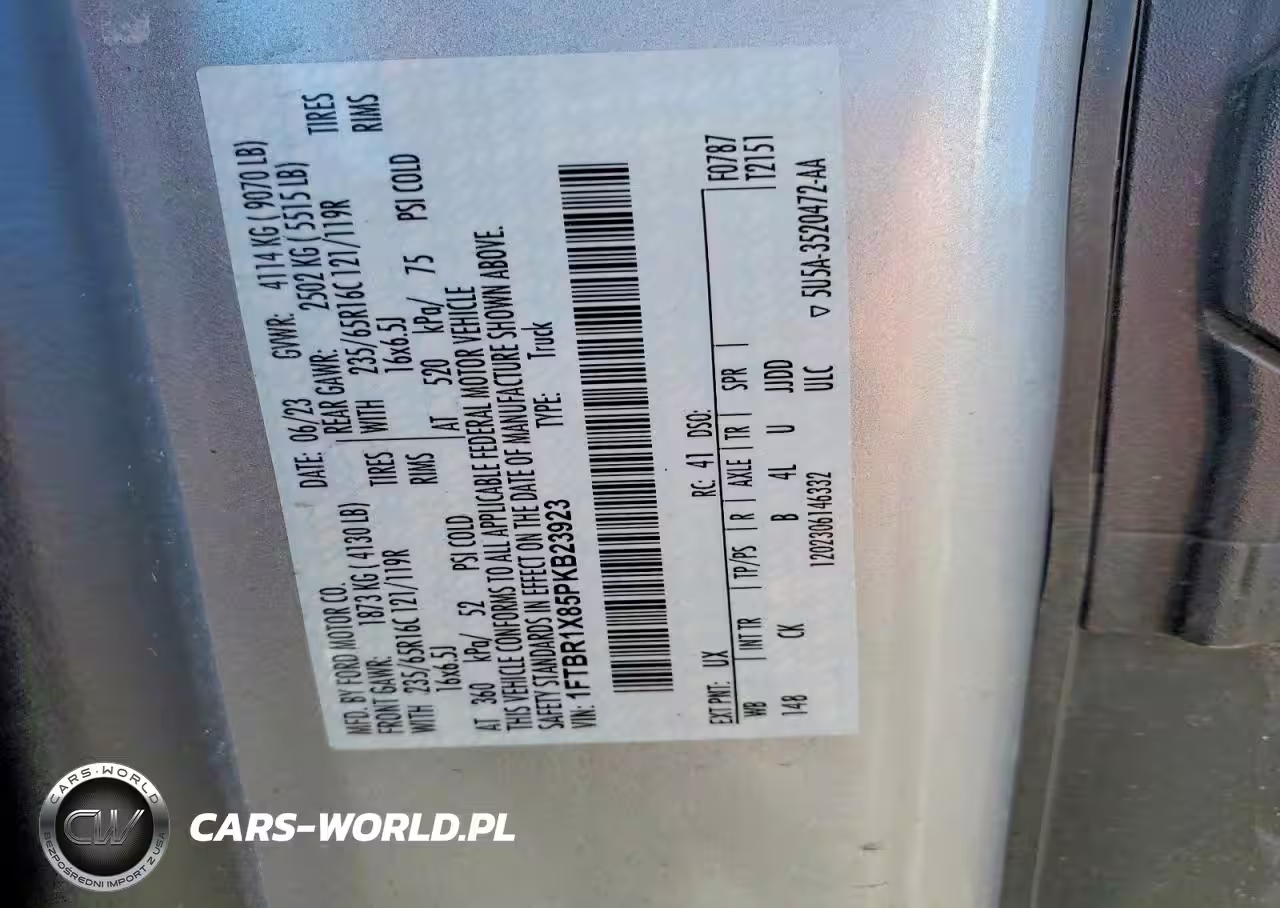 MFD. BY FORD MOTOR CO.
DATE: 06/23 GVWR: 4114 KG ( 9070 LB)
FRONT GAWR: 1873 KG ( 4130 LB)
REAR GAWR: 2502 KG ( 5515 LB)
WITH 235/65R16C 121/119R TIRES
WITH 235/65R16C 121/119R TIRES
16x6.5J RIMS
16x6.5J RIMS
AT 360 kPa/ 52 PSI COLD
AT 520 kPa/ 75 PSI COLD
THIS VEHICLE CONFORMS TO ALL APPLICABLE FEDERAL MOTOR VEHICLE
SAFETY STANDARDS IN EFFECT ON THE DATE OF MANUFACTURE SHOWN ABOVE.
VIN: 1FTBR1X85PKB23923 TYPE: Truck
EXT PNT: UX RC: 41 DSO:
WB INT TR TP/PS R AXLE TR SPR F0787
148 CK B 4L U JJDD T2151
1202306146332 ULC ▽ 5U5A-3520472-AA
CARS-WORLD
CW
BEZPOŚREDNI IMPORT Z USA
CARS-WORLD.PL